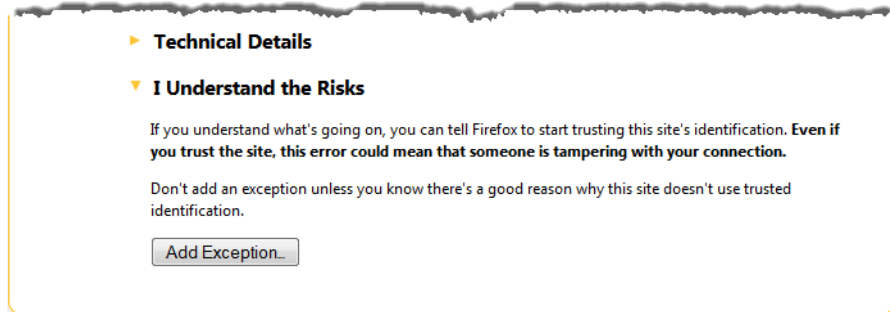 Technical Details
I Understand the Risks
If you understand what's going on, you can tell Firefox to start trusting this site's identification. Even if
you trust the site, this error could mean that someone is tampering with your connection.
Don't add an exception unless you know there's a good reason why this site doesn't use trusted
identification.
Add Exception...